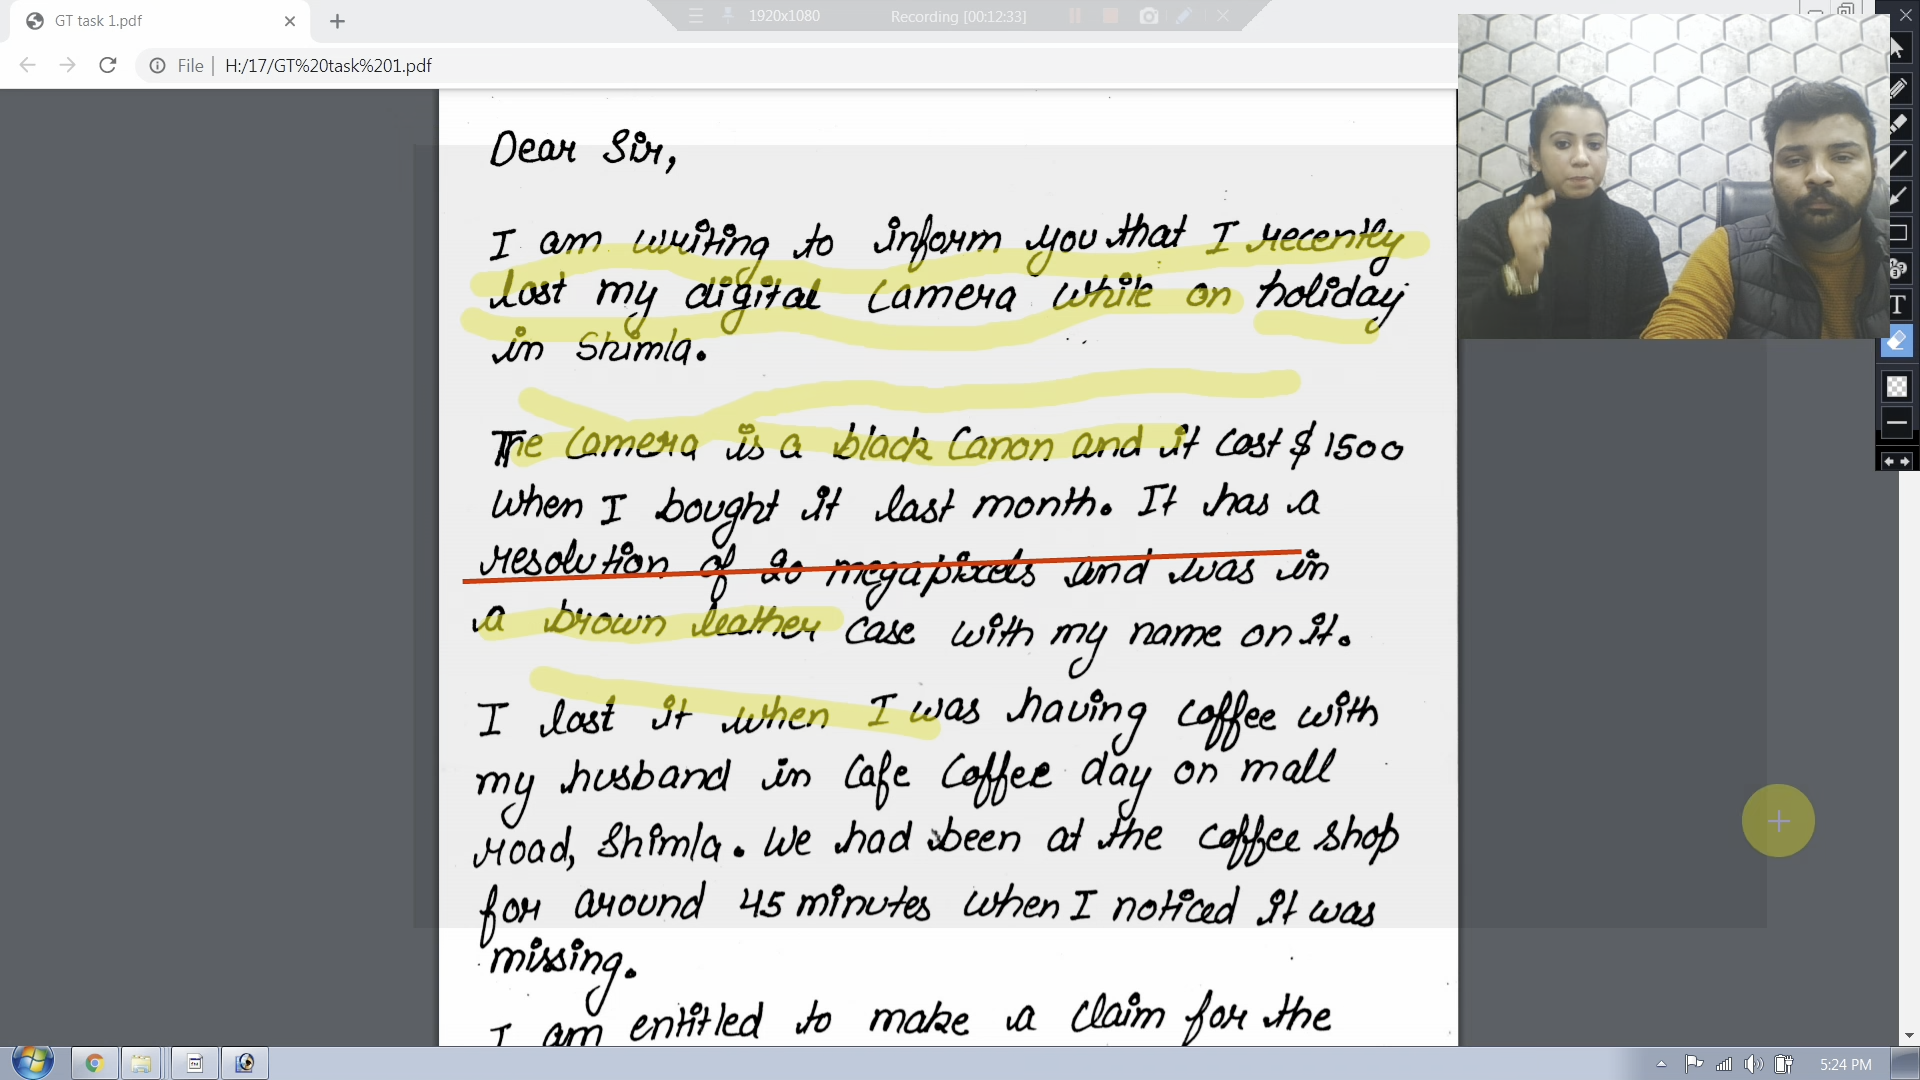 GT task 1.pdf
1920x1080
Recording [00:12:33]
File
H:/17/GT%20task%201.pdf
Dear Sir,
I am writing to inform you that I recently
lost my digital Camera while on holiday
in Shimla.
The Camera is a black Canon and it cost $ 1500
when I bought it last month. It has a
resolution of 20 megapixels and was in
a brown leather case with my name on it.
I lost it when I was having coffee with
my husband in Cafe Coffee day on mall
road, Shimla. We had been at the coffee shop
for around 45 minutes when I noticed it was
missing.
I am entitled to make a claim for the
T
5:24 PM